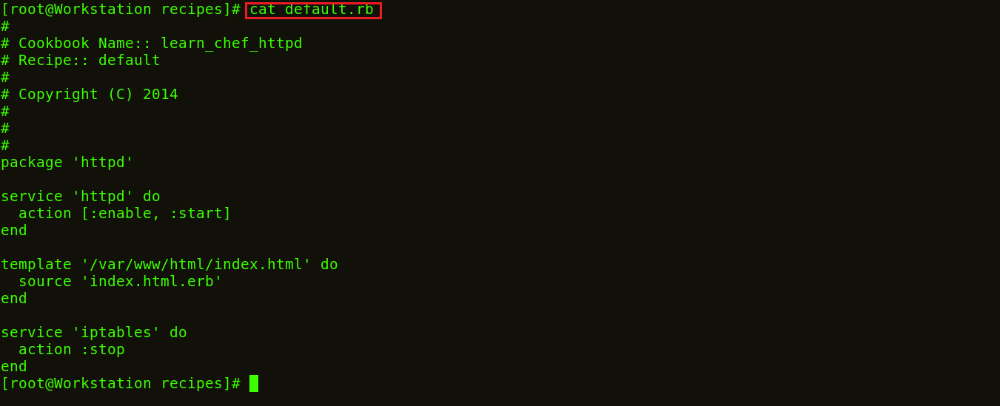 [root@Workstation recipes]# cat default.rb
#
# Cookbook Name:: learn_chef_httpd
# Recipe:: default
#
# Copyright (C) 2014
#
#
#
package 'httpd'

service 'httpd' do
  action [:enable, :start]
end

template '/var/www/html/index.html' do
  source 'index.html.erb'
end

service 'iptables' do
  action :stop
end
[root@Workstation recipes]#